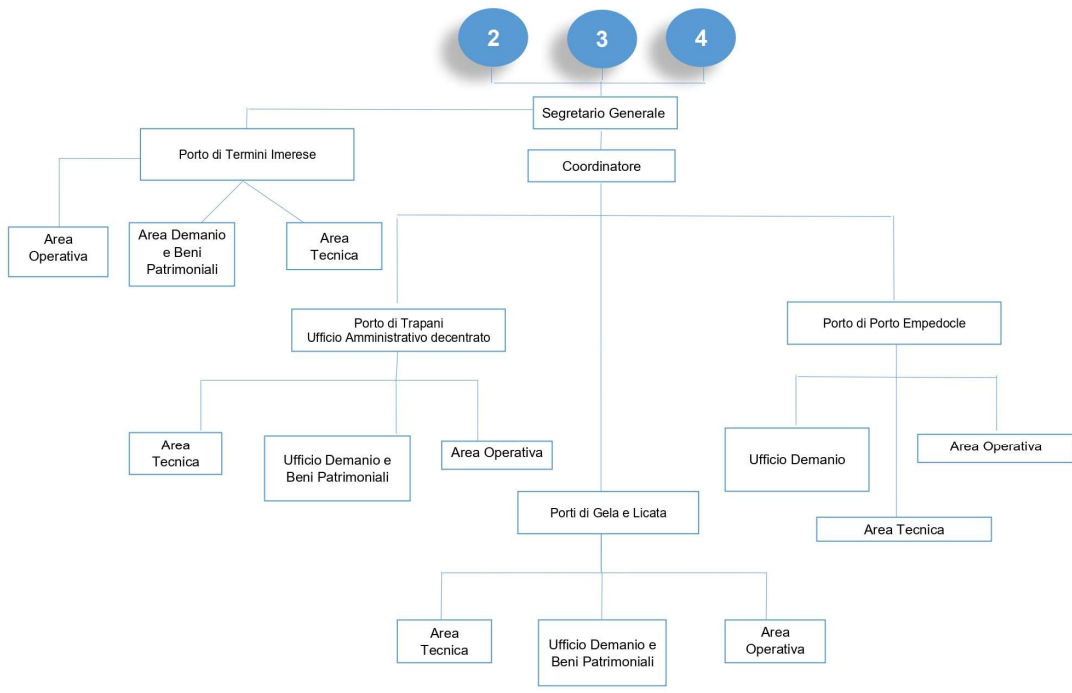 2
3
4
Segretario Generale
Porto di Termini Imerese
Coordinatore
Area
Operativa
Area Demanio
e Beni
Patrimoniali
Area
Tecnica
Porto di Trapani
Ufficio Amministrativo decentrato
Porto di Porto Empedocle
Area
Tecnica
Ufficio Demanio e
Beni Patrimoniali
Area Operativa
Ufficio Demanio
Area Operativa
Area Tecnica
Porti di Gela e Licata
Area
Tecnica
Ufficio Demanio e
Beni Patrimoniali
Area
Operativa